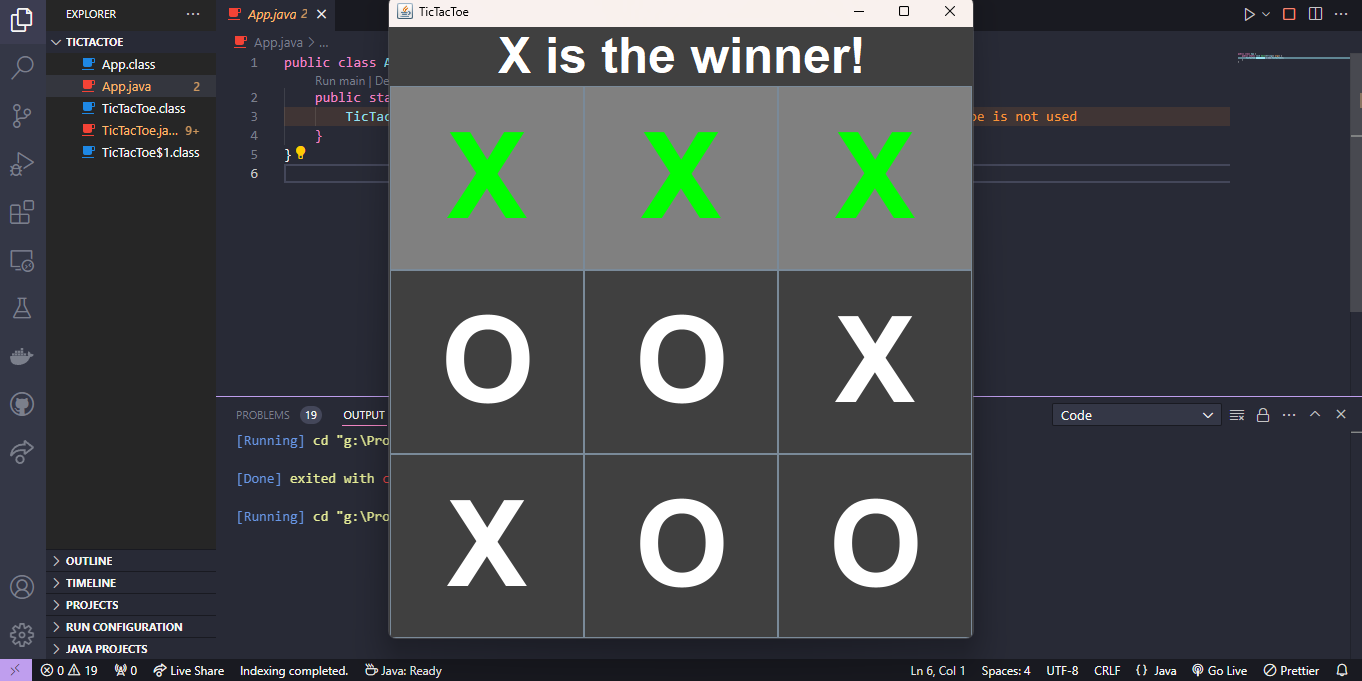 EXPLORER
TICTACTOE
App.class
App.java 2
TicTacToe.class
TicTacToe.ja... 9+
TicTacToe$1.class
OUTLINE
TIMELINE
PROJECTS
RUN CONFIGURATION
JAVA PROJECTS
App.java 2
App.java > ...
1 public class
Run main | De
2 public sta
3 TicTac oe is not used
4 }
5 }
6
TicTacToe
X is the winner!
X X X
O O X
X O O
PROBLEMS 19 OUTPUT
Code
[Running] cd "g:\Pro
[Done] exited with
[Running] cd "g:\Pro
0 19 0 Live Share Indexing completed. Java: Ready Ln 6, Col 1 Spaces: 4 UTF-8 CRLF {} Java Go Live Prettier